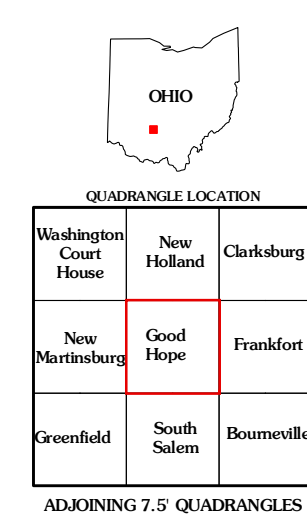 OHIO
QUADRANGLE LOCATION
Washington
Court
House
New
Holland
Clarksburg
New
Martinsburg
Good
Hope
Frankfort
Greenfield
South
Salem
Bourneville
ADJOINING 7.5' QUADRANGLES